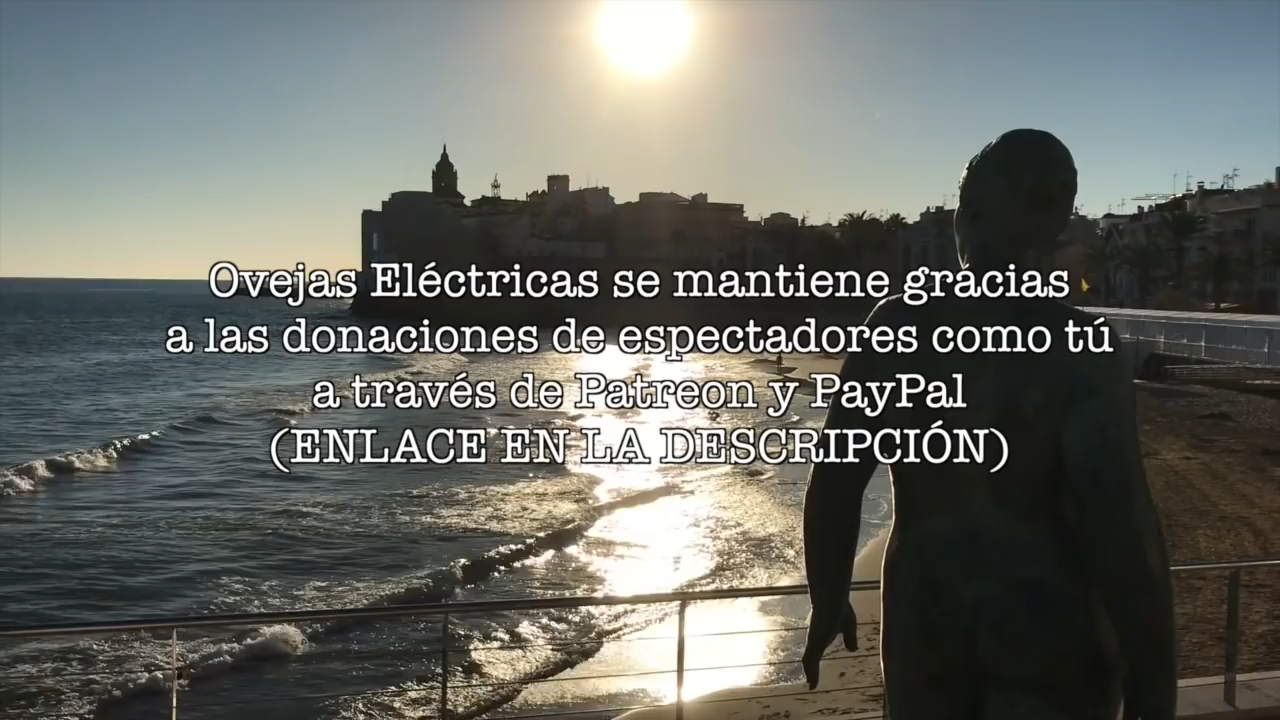 Ovejas Eléctricas se mantiene gracias
a las donaciones de espectadores como tú
a través de Patreon y PayPal
(ENLACE EN LA DESCRIPCIÓN)